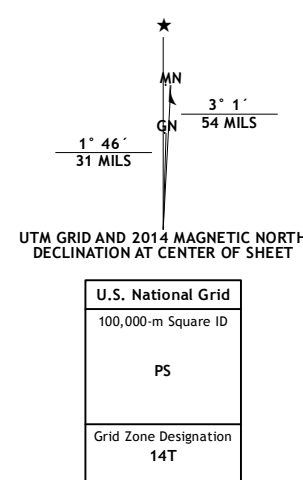 ★
MN
GN
3° 1´
54 MILS
1° 46´
31 MILS
UTM GRID AND 2014 MAGNETIC NORTH
DECLINATION AT CENTER OF SHEET
U.S. National Grid
100,000-m Square ID
PS
Grid Zone Designation
14T